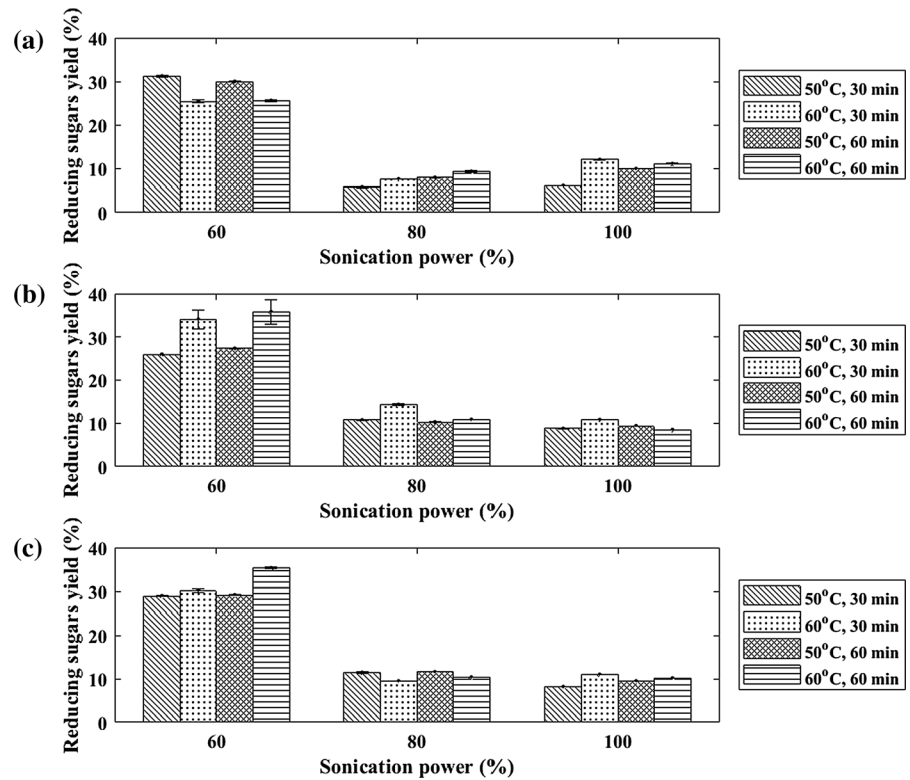 (a)
Reducing sugars yield (%)
40
30
20
10
0
60
80
100
Sonication power (%)
50°C, 30 min
60°C, 30 min
50°C, 60 min
60°C, 60 min
(b)
Reducing sugars yield (%)
40
30
20
10
0
60
80
100
Sonication power (%)
50°C, 30 min
60°C, 30 min
50°C, 60 min
60°C, 60 min
(c)
Reducing sugars yield (%)
40
30
20
10
0
60
80
100
Sonication power (%)
50°C, 30 min
60°C, 30 min
50°C, 60 min
60°C, 60 min